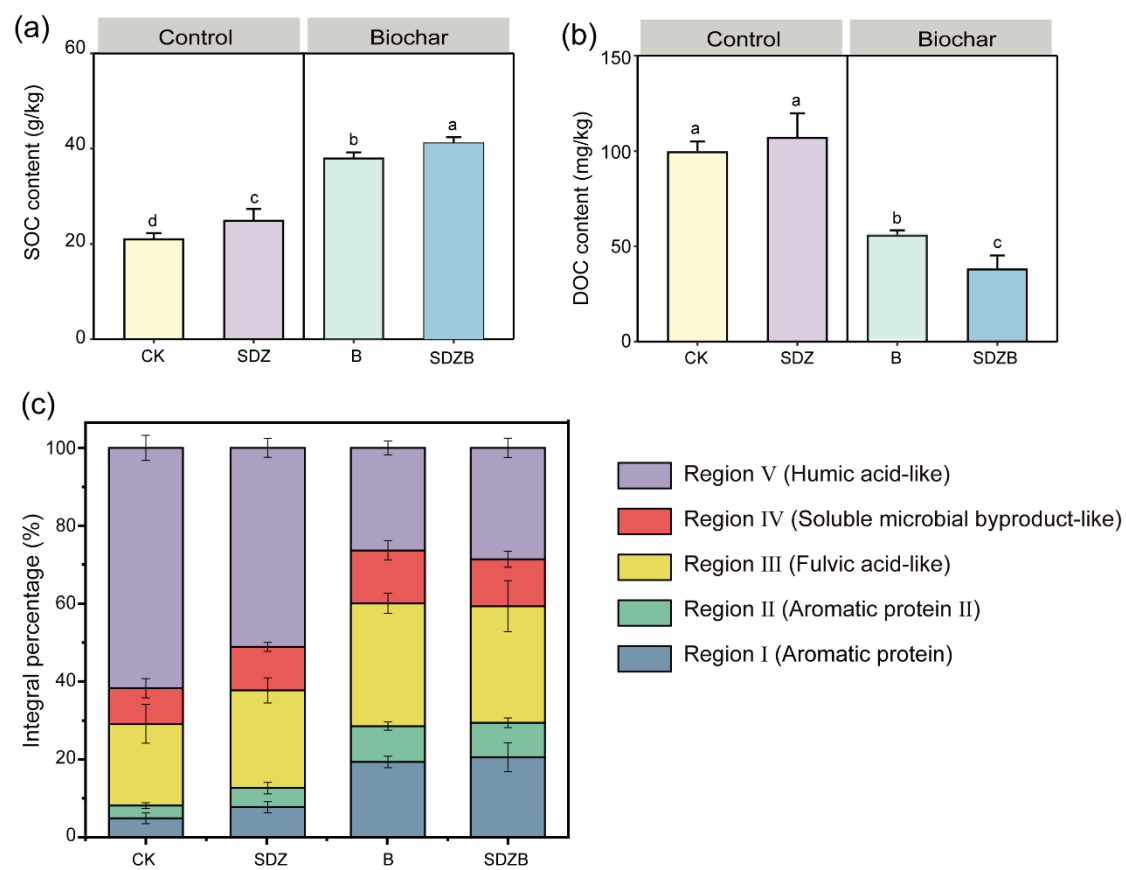 (a)
Control
Biochar
SOC content (g/kg)
60
40
20
0
d
c
b
a
CK
SDZ
B
SDZB
(b)
Control
Biochar
DOC content (mg/kg)
150
100
50
0
a
a
b
c
CK
SDZ
B
SDZB
(c)
Integral percentage (%)
100
80
60
40
20
0
CK
SDZ
B
SDZB
Region V (Humic acid-like)
Region IV (Soluble microbial byproduct-like)
Region III (Fulvic acid-like)
Region II (Aromatic protein II)
Region I (Aromatic protein)